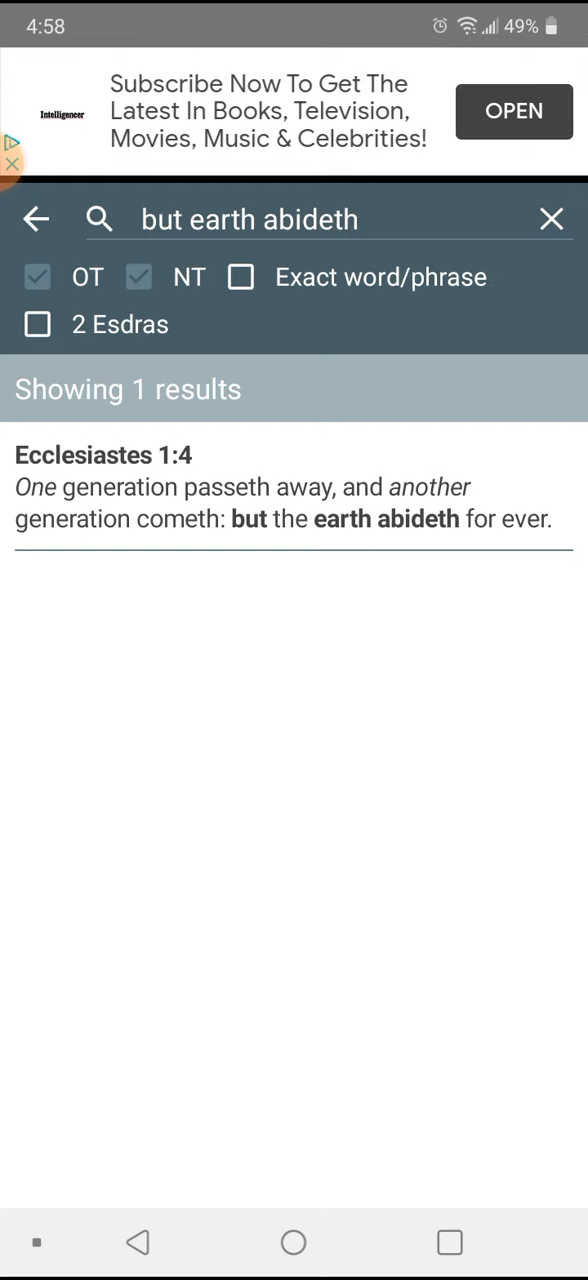 4:58
49%
Subscribe Now To Get The
Latest In Books, Television,
Movies, Music & Celebrities!
Intelligencer
OPEN
but earth abideth
OT NT Exact word/phrase
2 Esdras
Showing 1 results
Ecclesiastes 1:4
One generation passeth away, and another
generation cometh: but the earth abideth for ever.